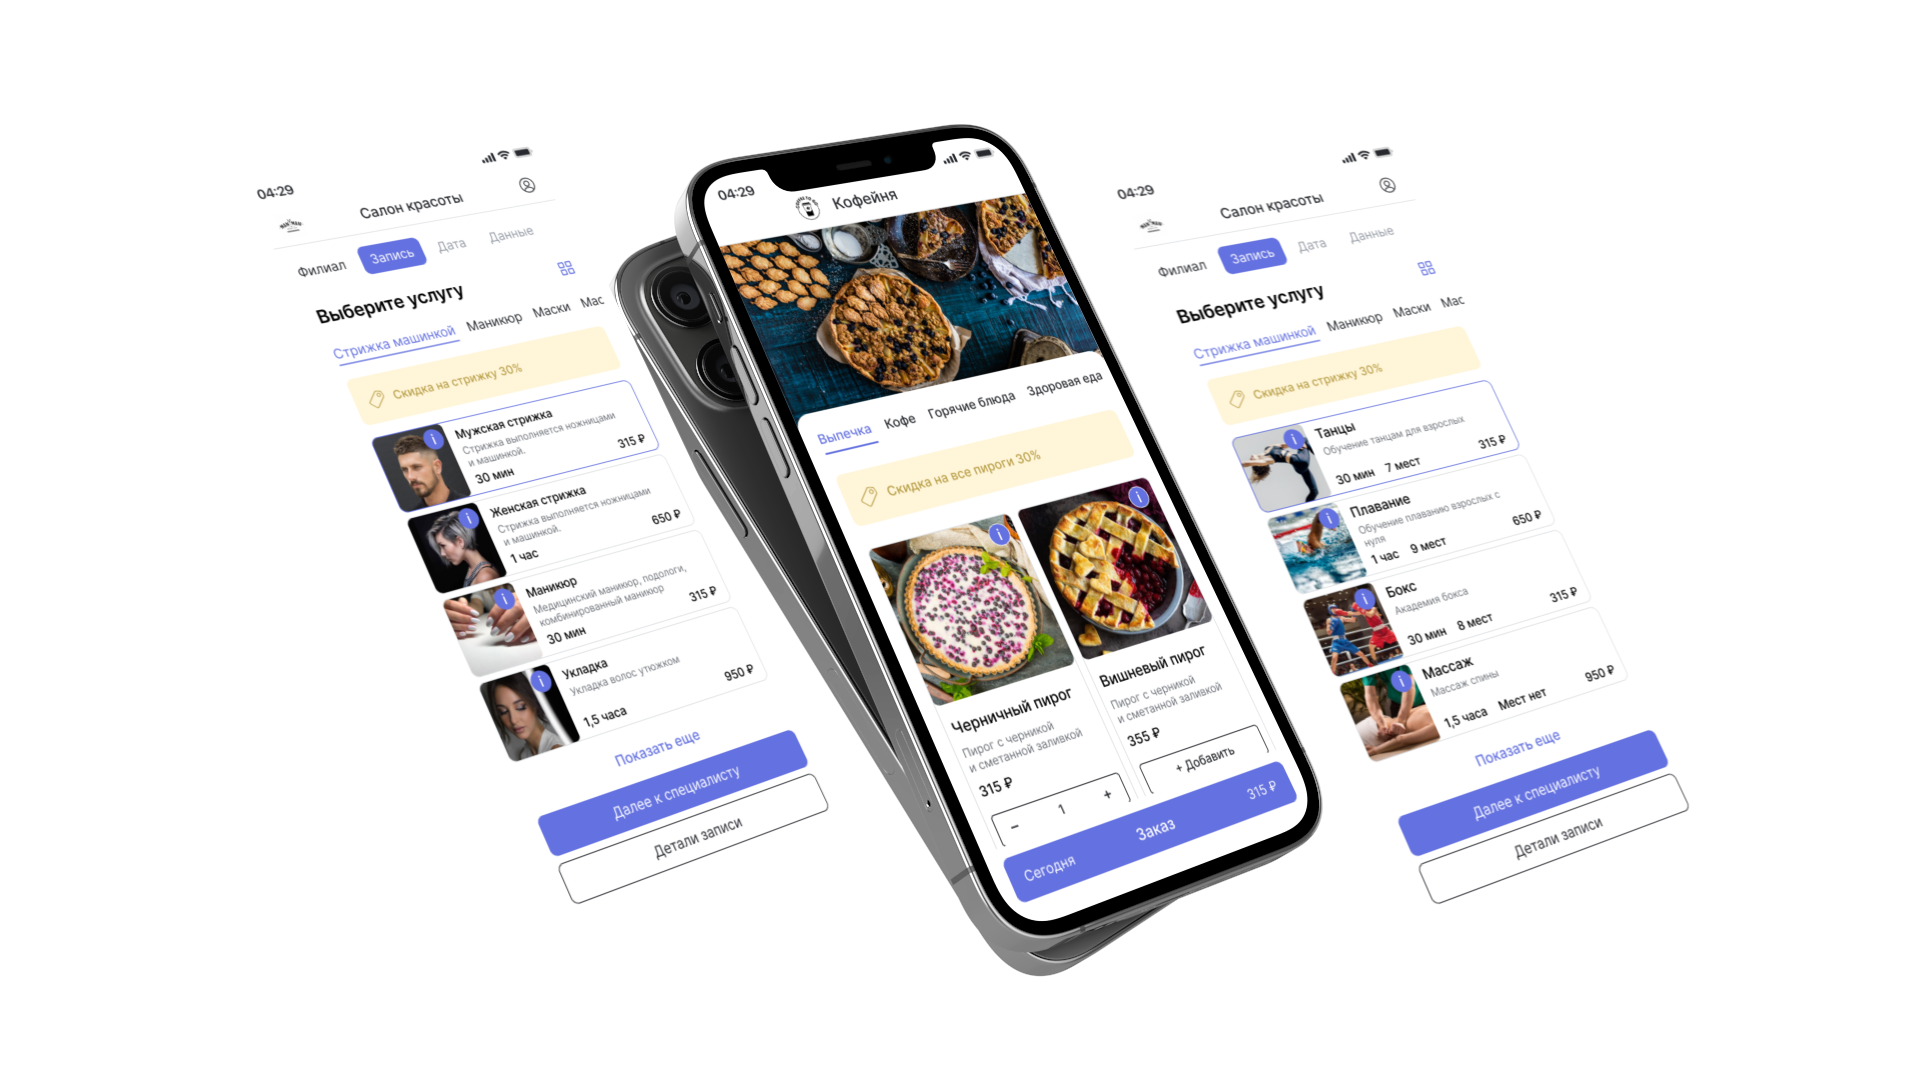 04:29
Салон красоты
Филиал
Запись
Дата
Данные
Выберите услугу
Стрижка машинкой
Маникюр
Маски
Мас
Скидка на стрижку 30%
Мужская стрижка
Стрижка выполняется ножницами
и машинкой.
30 мин
315 ₽
Женская стрижка
Стрижка выполняется ножницами
и машинкой.
1 час
650 ₽
Маникюр
Медицинский маникюр, подологи,
комбинированный маникюр
30 мин
315 ₽
Укладка
Укладка волос утюжком
1,5 часа
950 ₽
Показать еще
Далее к специалисту
Детали записи
04:29
Кофейня
Выпечка
Кофе
Горячие блюда
Здоровая еда
Скидка на все пироги 30%
Черничный пирог
Пирог с черникой
и сметанной заливкой
315 ₽
− 1 +
Вишневый пирог
Пирог с черникой
и сметанной заливкой
355 ₽
+ Добавить
Сегодня
Заказ
315 ₽
04:29
Салон красоты
Филиал
Запись
Дата
Данные
Выберите услугу
Стрижка машинкой
Маникюр
Маски
Мас
Скидка на стрижку 30%
Танцы
Обучение танцам для взрослых
30 мин
7 мест
315 ₽
Плавание
Обучение плаванию взрослых с
нуля
1 час
9 мест
650 ₽
Бокс
Академия бокса
30 мин
8 мест
315 ₽
Массаж
Массаж спины
1,5 часа
Мест нет
950 ₽
Показать еще
Далее к специалисту
Детали записи